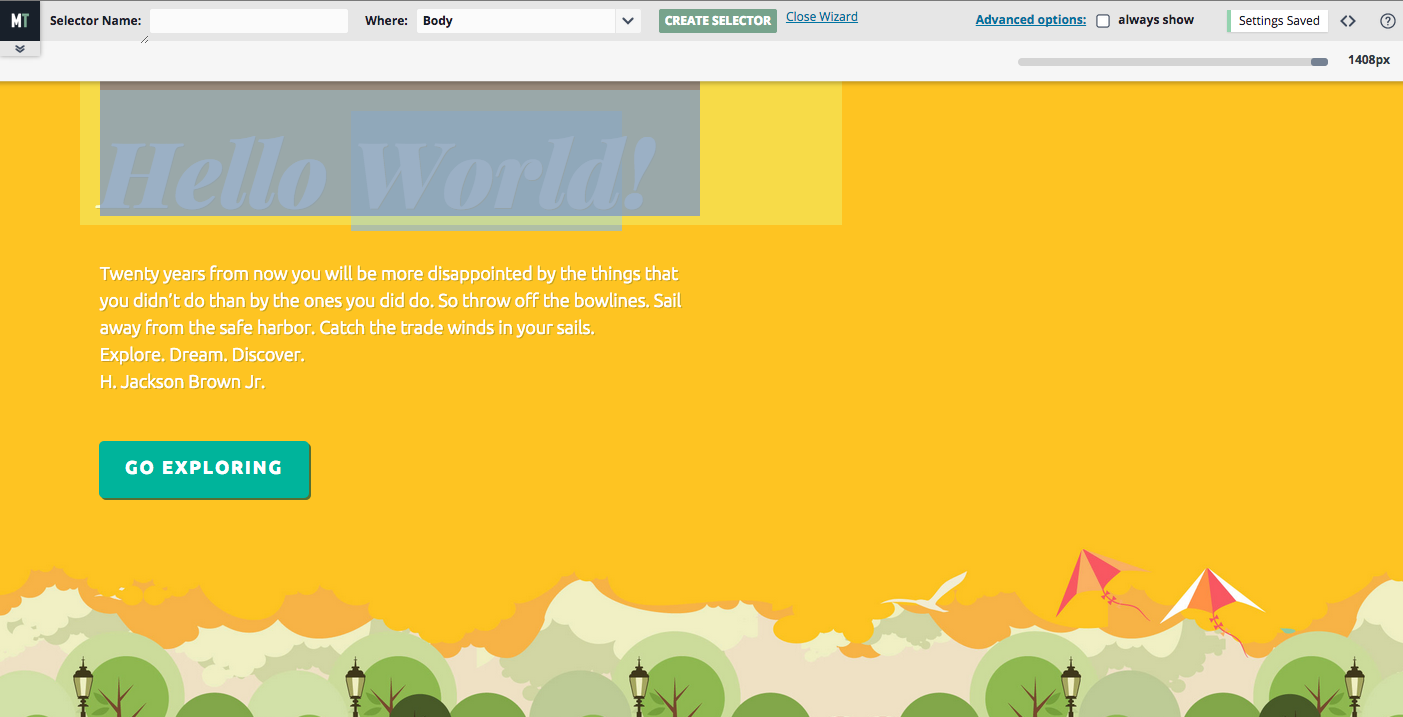 MT Selector Name: Where: Body CREATE SELECTOR Close Wizard Advanced options: always show Settings Saved <> ?
1408px
Hello World!
Twenty years from now you will be more disappointed by the things that
you didn’t do than by the ones you did do. So throw off the bowlines. Sail
away from the safe harbor. Catch the trade winds in your sails.
Explore. Dream. Discover.
H. Jackson Brown Jr.
GO EXPLORING